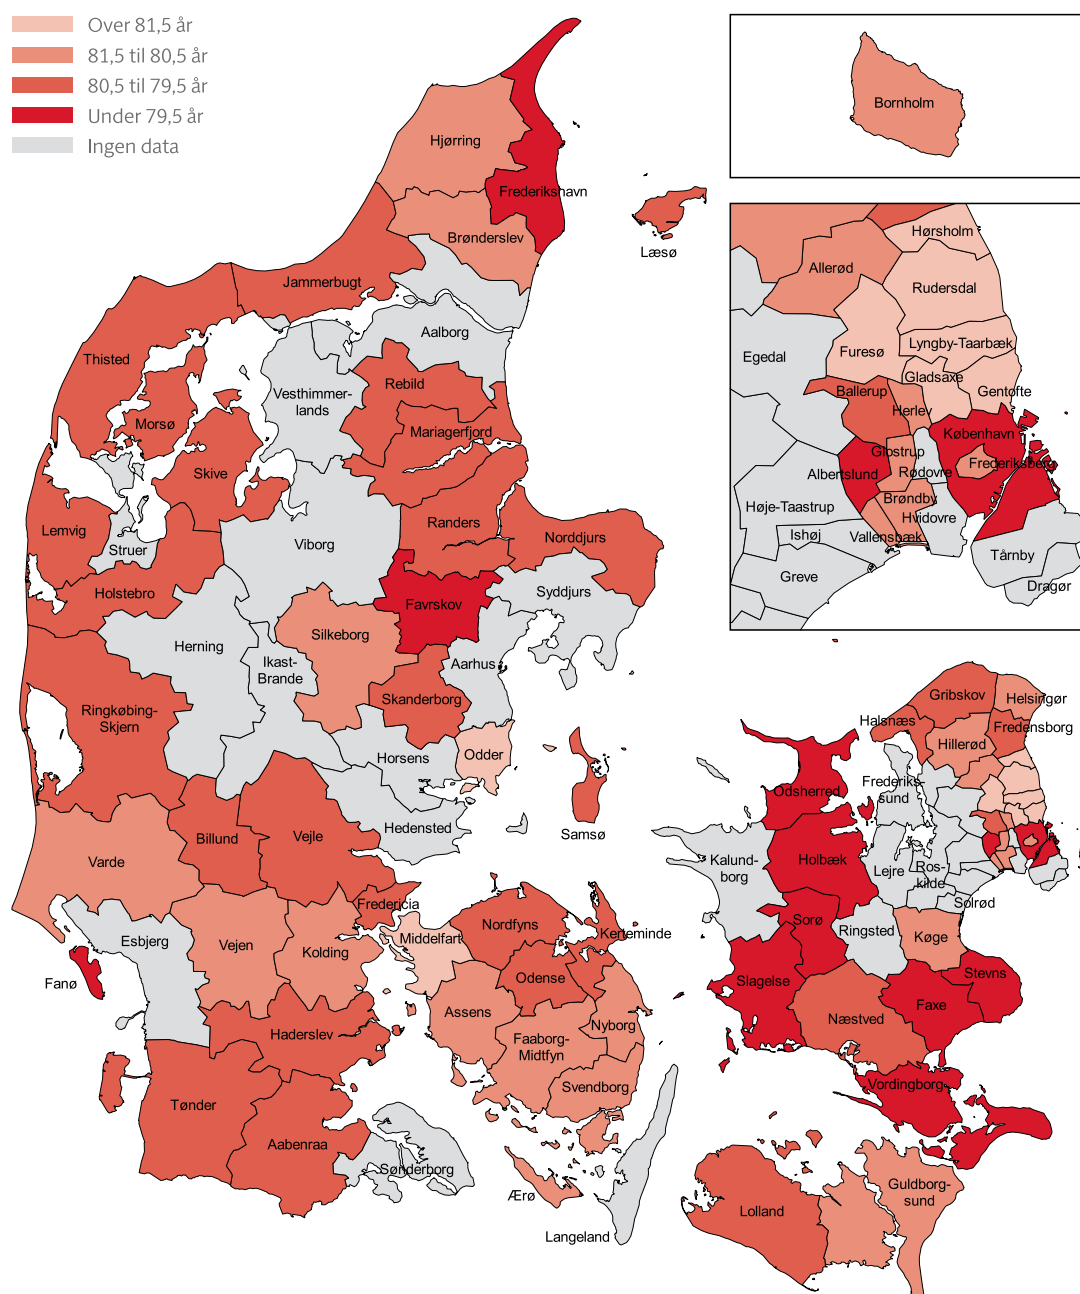 Over 81,5 år
81,5 til 80,5 år
80,5 til 79,5 år
Under 79,5 år
Ingen data
Bornholm
Hjørring
Frederikshavn
Brønderslev
Læsø
Jammerbugt
Aalborg
Thisted
Vesthimmer-
lands
Rebild
Morsø
Mariagerfjord
Skive
Lemvig
Struer
Viborg
Randers
Norddjurs
Holstebro
Favrskov
Syddjurs
Herning
Silkeborg
Ikast-
Brande
Aarhus
Skanderborg
Ringkøbing-
Skjern
Horsens
Odder
Samsø
Hedensted
Billund
Vejle
Varde
Fredericia
Esbjerg
Vejen
Kolding
Middelfart
Nordfyns
Kerteminde
Fanø
Odense
Assens
Nyborg
Faaborg-
Midtfyn
Haderslev
Svendborg
Tønder
Aabenraa
Sønderborg
Ærø
Langeland
Hørsholm
Allerød
Rudersdal
Egedal
Furesø
Lyngby-Taarbæk
Gladsaxe
Gentofte
Ballerup
Herlev
København
Glostrup
Frederiksberg
Albertslund
Rødovre
Brøndby
Høje-Taastrup
Hvidovre
Ishøj
Vallensbæk
Tårnby
Greve
Dragør
Gribskov
Helsingør
Halsnæs
Fredensborg
Hillerød
Frederiks-
sund
Odsherred
Kalund-
borg
Holbæk
Lejre
Ros-
kilde
Solrød
Sorø
Ringsted
Køge
Slagelse
Stevns
Faxe
Næstved
Vordingborg
Guldborg-
sund
Lolland